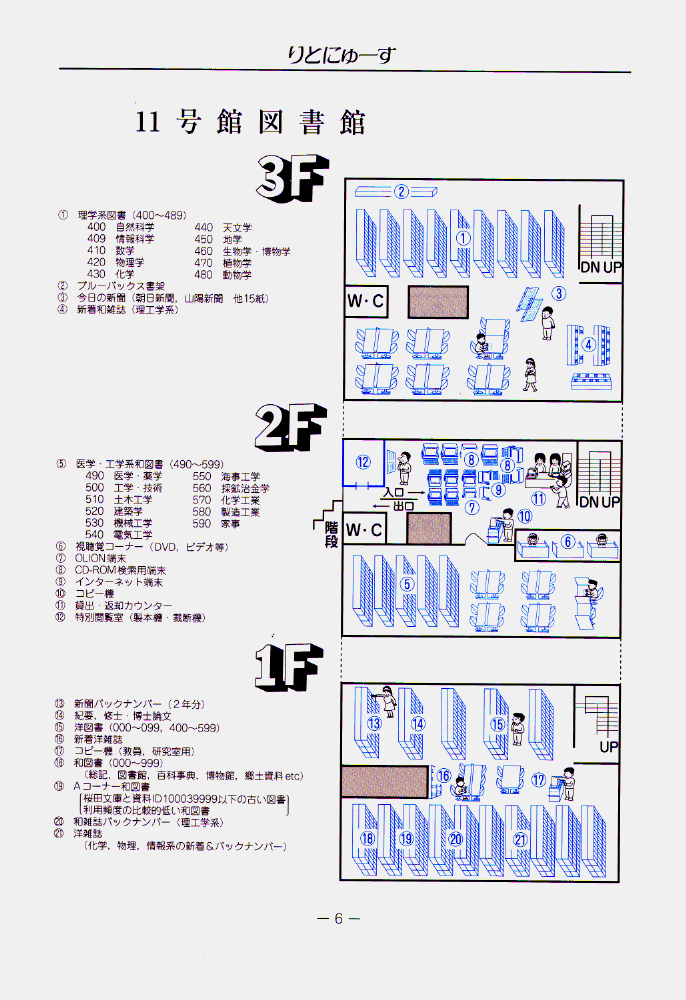 りとにゅーす
11号館図書館
3F
① 理学系図書（400〜489）
400 自然科学 440 天文学
409 情報科学 450 地学
410 数学 460 生物学・博物学
420 物理学 470 植物学
430 化学 480 動物学
② ブルーバックス書架
③ 今日の新聞（朝日新聞，山陽新聞 他15紙）
④ 新着和雑誌（理工学系）
②
①
DN UP
W・C
③
④
2F
⑤ 医学・工学系和図書（490〜599）
490 医学・薬学 550 海事工学
500 工学・技術 560 採鉱治金学
510 土木工学 570 化学工業
520 建築学 580 製造工業
530 機械工学 590 家事
540 電気工学
⑥ 視聴覚コーナー（DVD，ビデオ等）
⑦ OLION端末
⑧ CD-ROM検索用端末
⑨ インターネット端末
⑩ コピー機
⑪ 貸出・返却カウンター
⑫ 特別閲覧室（製本機・裁断機）
⑫
⑧
⑧
⑨
⑪
入口
出口
⑦
⑩
DN UP
階段
W・C
⑥
⑤
1F
⑬ 新聞バックナンバー（2年分）
⑭ 紀要，修士・博士論文
⑮ 洋図書（000〜099，400〜599）
⑯ 新着洋雑誌
⑰ コピー機（教員，研究室用）
⑱ 和図書（000〜999）
（総記，図書館，百科事典，博物館，郷土資料etc）
⑲ Aコーナー和図書
桜田文庫と資料ID100039999以下の古い図書
利用頻度の比較的低い和図書
⑳ 和雑誌バックナンバー（理工学系）
㉑ 洋雑誌
（化学，物理，情報系の新着&バックナンバー）
⑬
⑭
⑮
UP
⑯
⑰
⑱
⑲
⑳
㉑
－6－